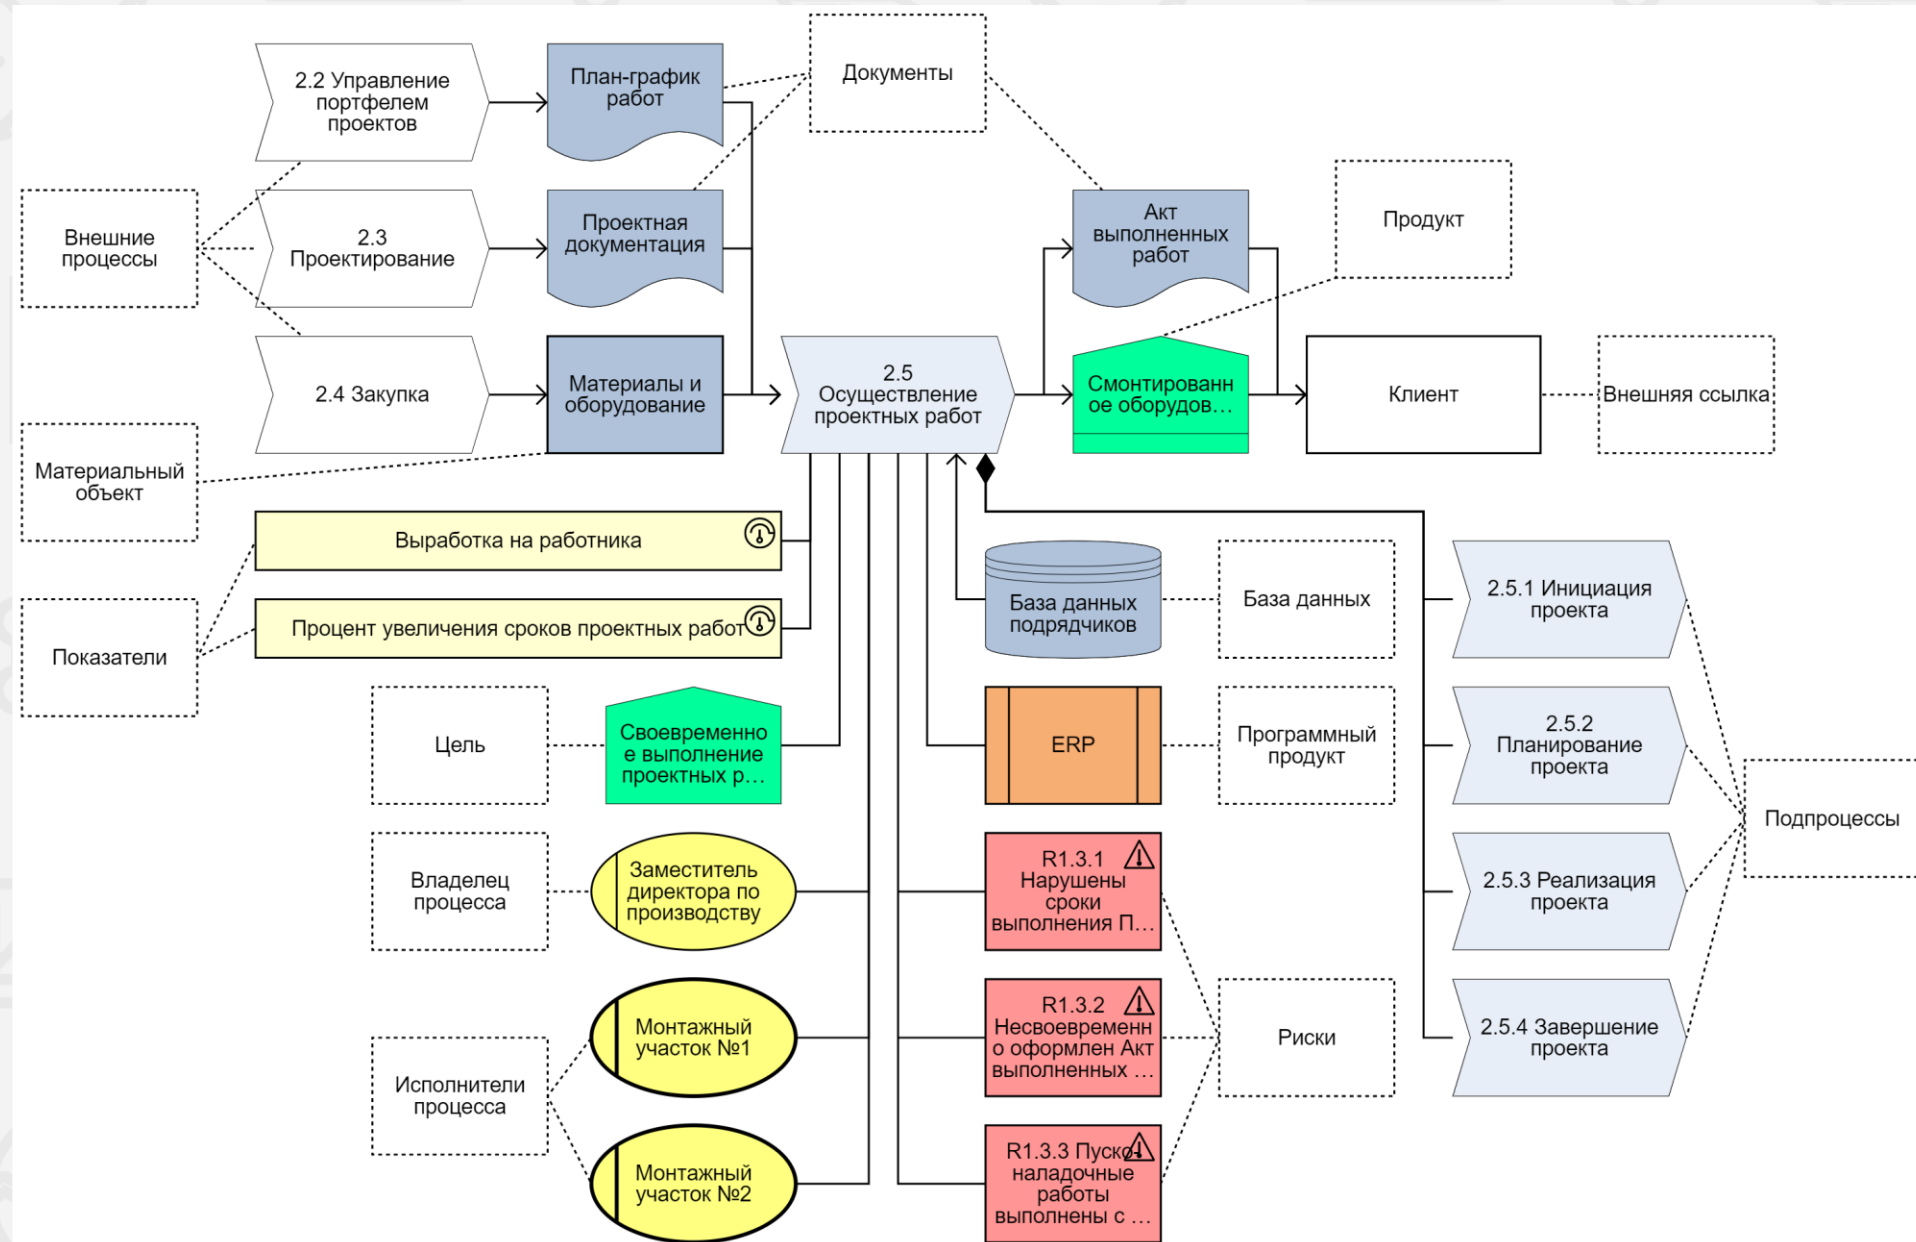 2.2 Управление
портфелем
проектов
План-график
работ
Документы
Внешние
процессы
2.3
Проектирование
Проектная
документация
Акт
выполненных
работ
Продукт
2.4 Закупка
Материалы и
оборудование
2.5
Осуществление
проектных работ
Смонтированн
ое оборудов...
Клиент
Внешняя ссылка
Материальный
объект
Выработка на работника
Процент увеличения сроков проектных работ
Показатели
База данных
подрядчиков
База данных
2.5.1 Инициация
проекта
Цель
Своевременно
е выполнение
проектных р...
ERP
Программный
продукт
2.5.2
Планирование
проекта
Подпроцессы
Владелец
процесса
Заместитель
директора по
производству
R1.3.1
Нарушены
сроки
выполнения П...
2.5.3 Реализация
проекта
Исполнители
процесса
Монтажный
участок №1
R1.3.2
Несвоевременн
о оформлен Акт
выполненных ...
Риски
2.5.4 Завершение
проекта
Монтажный
участок №2
R1.3.3 Пуско-
наладочные
работы
выполнены с ...